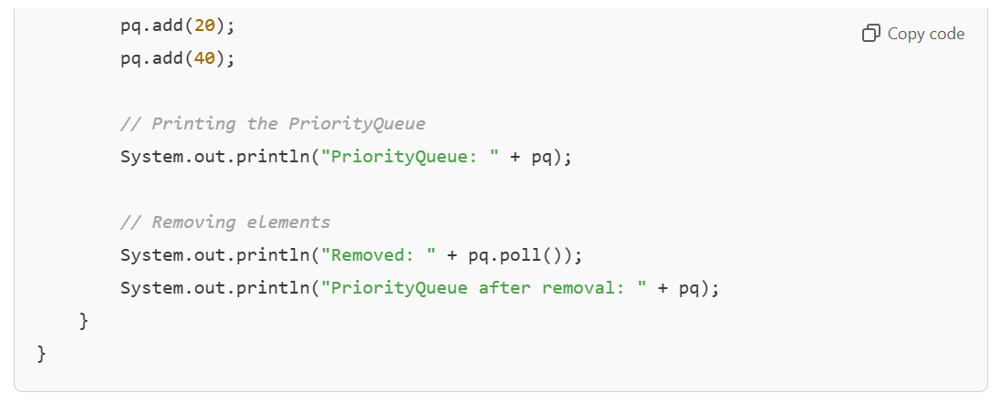 pq.add(20);
Copy code
pq.add(40);
// Printing the PriorityQueue
System.out.println("PriorityQueue: " + pq);
// Removing elements
System.out.println("Removed: " + pq.poll());
System.out.println("PriorityQueue after removal: " + pq);
}
}